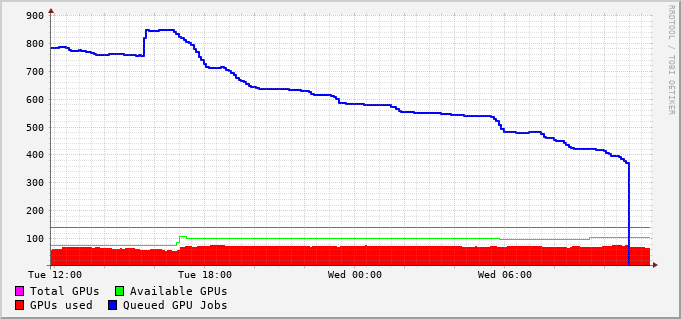 900
800
700
600
500
400
300
200
100
Tue 12:00 Tue 18:00 Wed 00:00 Wed 06:00
Total GPUs Available GPUs
GPUs used Queued GPU Jobs
RRDTOOL / TOBI OETIKER